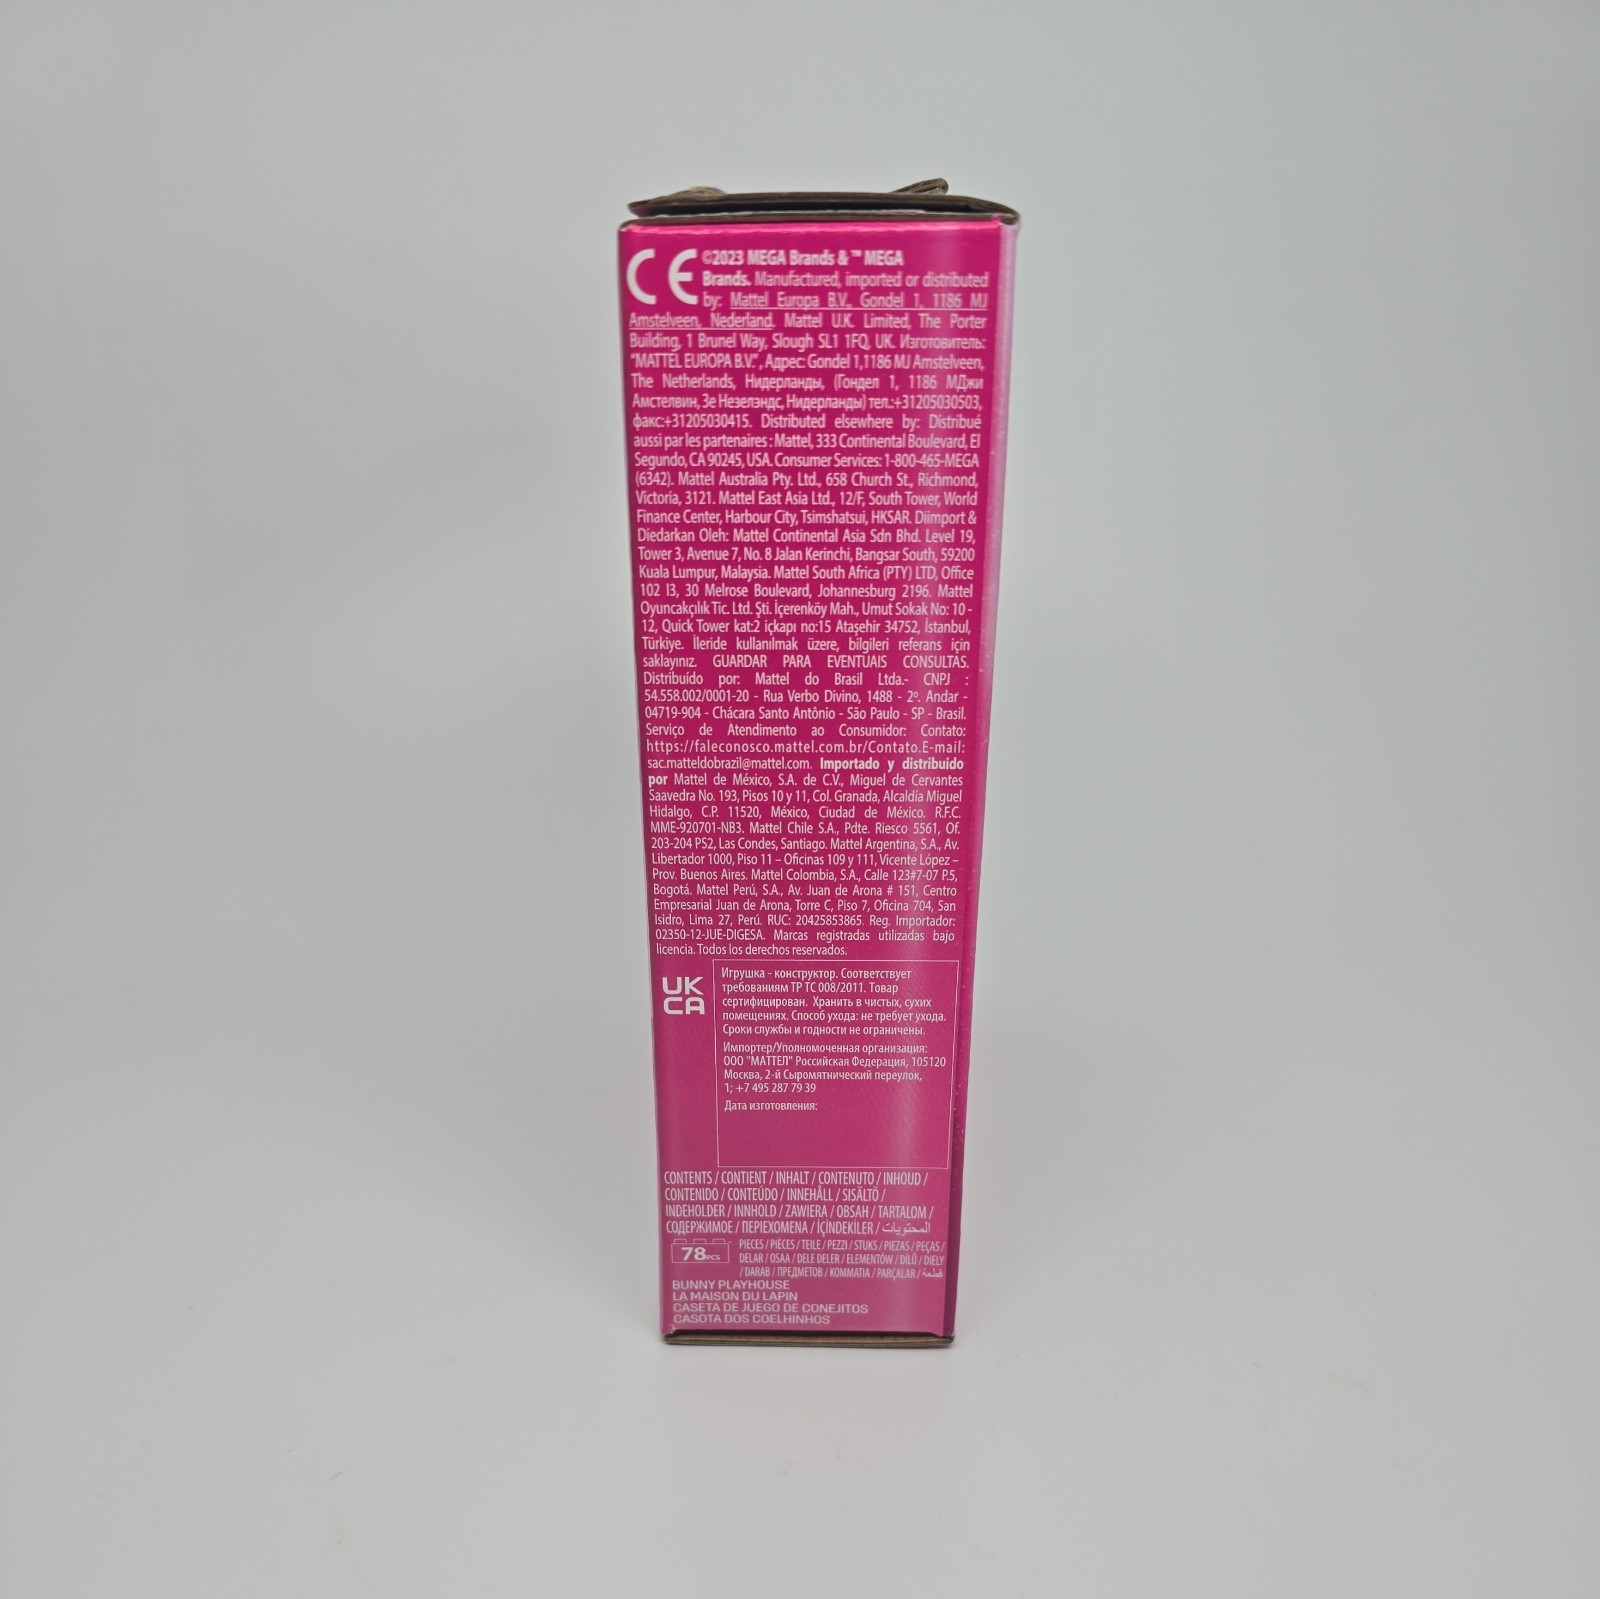 CE ©2023 MEGA Brands & ™ MEGA
Brands. Manufactured, imported or distributed
by: Mattel Europa B.V., Gondel 1, 1186 MJ
Amstelveen, Nederland. Mattel U.K. Limited, The Porter
Building, 1 Brunel Way, Slough SL1 1FQ, UK. Изготовитель:
"MATTEL EUROPA B.V.", Адрес: Gondel 1,1186 MJ Amstelveen,
The Netherlands, Нидерланды, (Гондел 1, 1186 МДжи
Амстелвин, Зе Незелэндс, Нидерланды) тел.:+31205030503,
факс:+31205030415. Distributed elsewhere by: Distribué
aussi par les partenaires : Mattel, 333 Continental Boulevard, El
Segundo, CA 90245, USA. Consumer Services: 1-800-465-MEGA
(6342). Mattel Australia Pty. Ltd., 658 Church St., Richmond,
Victoria, 3121. Mattel East Asia Ltd., 12/F, South Tower, World
Finance Center, Harbour City, Tsimshatsui, HKSAR. Diimport &
Diedarkan Oleh: Mattel Continental Asia Sdn Bhd. Level 19,
Tower 3, Avenue 7, No. 8 Jalan Kerinchi, Bangsar South, 59200
Kuala Lumpur, Malaysia. Mattel South Africa (PTY) LTD, Office
102 I3, 30 Melrose Boulevard, Johannesburg 2196. Mattel
Oyuncakçılık Tic. Ltd. Şti. İçerenköy Mah., Umut Sokak No: 10 -
12, Quick Tower kat:2 içkapı no:15 Ataşehir 34752, İstanbul,
Türkiye. İleride kullanılmak üzere, bilgileri referans için
saklayınız. GUARDAR PARA EVENTUAIS CONSULTAS.
Distribuído por: Mattel do Brasil Ltda.- CNPJ :
54.558.002/0001-20 - Rua Verbo Divino, 1488 - 2º. Andar -
04719-904 - Chácara Santo Antônio - São Paulo - SP - Brasil.
Serviço de Atendimento ao Consumidor: Contato:
https://faleconosco.mattel.com.br/Contato.E-mail:
sac.matteldobrazil@mattel.com. Importado y distribuido
por Mattel de México, S.A. de C.V., Miguel de Cervantes
Saavedra No. 193, Pisos 10 y 11, Col. Granada, Alcaldía Miguel
Hidalgo, C.P. 11520, México, Ciudad de México. R.F.C.
MME-920701-NB3. Mattel Chile S.A., Pdte. Riesco 5561, Of.
203-204 PS2, Las Condes, Santiago. Mattel Argentina, S.A., Av.
Libertador 1000, Piso 11 – Oficinas 109 y 111, Vicente López –
Prov. Buenos Aires. Mattel Colombia, S.A., Calle 123#7-07 P.5,
Bogotá. Mattel Perú, S.A., Av. Juan de Arona # 151, Centro
Empresarial Juan de Arona, Torre C, Piso 7, Oficina 704, San
Isidro, Lima 27, Perú. RUC: 20425853865. Reg. Importador:
02350-12-JUE-DIGESA. Marcas registradas utilizadas bajo
licencia. Todos los derechos reservados.
UK
CA
Игрушка - конструктор. Соответствует
требованиям ТР ТС 008/2011. Товар
сертифицирован. Хранить в чистых, сухих
помещениях. Способ ухода: не требует ухода.
Сроки службы и годности не ограничены.
Импортер/Уполномоченная организация:
ООО "МАТТЕЛ" Российская Федерация, 105120
Москва, 2-й Сыромятнический переулок,
1; +7 495 287 79 39
Дата изготовления:
CONTENTS / CONTIENT / INHALT / CONTENUTO / INHOUD /
CONTENIDO / CONTEÚDO / INNEHÅLL / SISÄLTÖ /
INDEHOLDER / INNHOLD / ZAWIERA / OBSAH / TARTALOM /
СОДЕРЖИМОЕ / ΠΕΡΙΕΧΟΜΕΝΑ / İÇİNDEKİLER / المحتويات
78 PCS
PIECES / PIÈCES / TEILE / PEZZI / STUKS / PIEZAS / PEÇAS /
DELAR / OSAA / DELE DELER / ELEMENTÓW / DÍLŮ / DIELY
/ DARAB / ПРЕДМЕТОВ / ΚΟΜΜΑΤΙΑ / PARÇALAR / قطعة
BUNNY PLAYHOUSE
LA MAISON DU LAPIN
CASETA DE JUEGO DE CONEJITOS
CASOTA DOS COELHINHOS